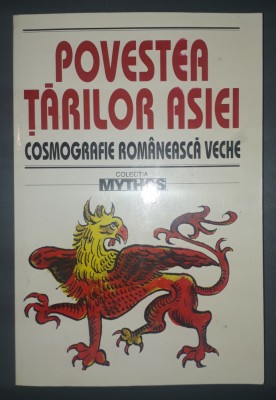 POVESTEA
ȚĂRILOR ASIEI
COSMOGRAFIE ROMÂNEASCĂ VECHE
COLECȚIA
MYTHOS